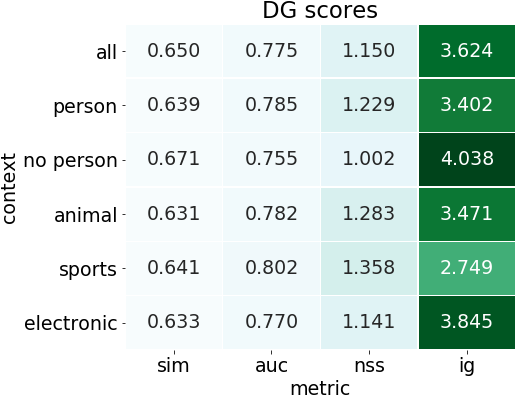 DG scores
all 0.650 0.775 1.150 3.624
person 0.639 0.785 1.229 3.402
no person 0.671 0.755 1.002 4.038
animal 0.631 0.782 1.283 3.471
sports 0.641 0.802 1.358 2.749
electronic 0.633 0.770 1.141 3.845
sim auc nss ig
metric
context